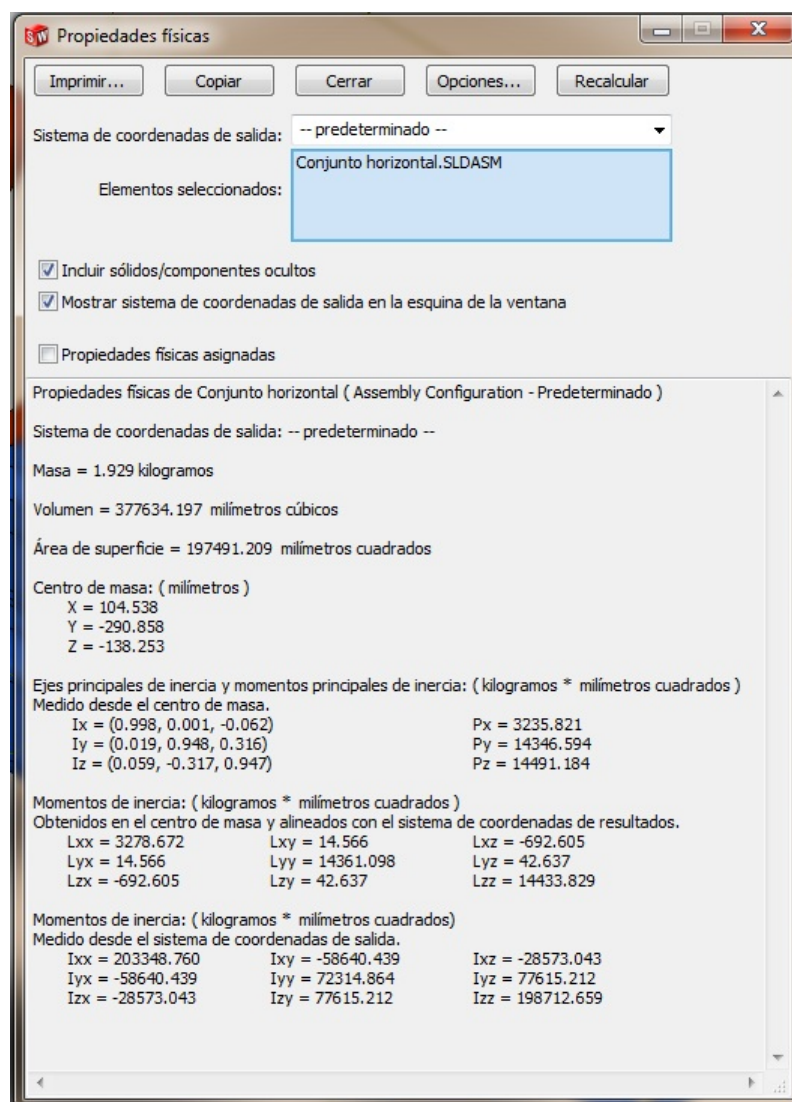 SW Propiedades físicas
Imprimir... Copiar Cerrar Opciones... Recalcular
Sistema de coordenadas de salida: -- predeterminado --
Elementos seleccionados: Conjunto horizontal.SLDASM
Incluir sólidos/componentes ocultos
Mostrar sistema de coordenadas de salida en la esquina de la ventana
Propiedades físicas asignadas
Propiedades físicas de Conjunto horizontal ( Assembly Configuration - Predeterminado )
Sistema de coordenadas de salida: -- predeterminado --
Masa = 1.929 kilogramos
Volumen = 377634.197 milímetros cúbicos
Área de superficie = 197491.209 milímetros cuadrados
Centro de masa: ( milímetros )
X = 104.538
Y = -290.858
Z = -138.253
Ejes principales de inercia y momentos principales de inercia: ( kilogramos * milímetros cuadrados )
Medido desde el centro de masa.
Ix = (0.998, 0.001, -0.062) Px = 3235.821
Iy = (0.019, 0.948, 0.316) Py = 14346.594
Iz = (0.059, -0.317, 0.947) Pz = 14491.184
Momentos de inercia: ( kilogramos * milímetros cuadrados )
Obtenidos en el centro de masa y alineados con el sistema de coordenadas de resultados.
Lxx = 3278.672 Lxy = 14.566 Lxz = -692.605
Lyx = 14.566 Lyy = 14361.098 Lyz = 42.637
Lzx = -692.605 Lzy = 42.637 Lzz = 14433.829
Momentos de inercia: ( kilogramos * milímetros cuadrados)
Medido desde el sistema de coordenadas de salida.
Ixx = 203348.760 Ixy = -58640.439 Ixz = -28573.043
Iyx = -58640.439 Iyy = 72314.864 Iyz = 77615.212
Izx = -28573.043 Izy = 77615.212 Izz = 198712.659